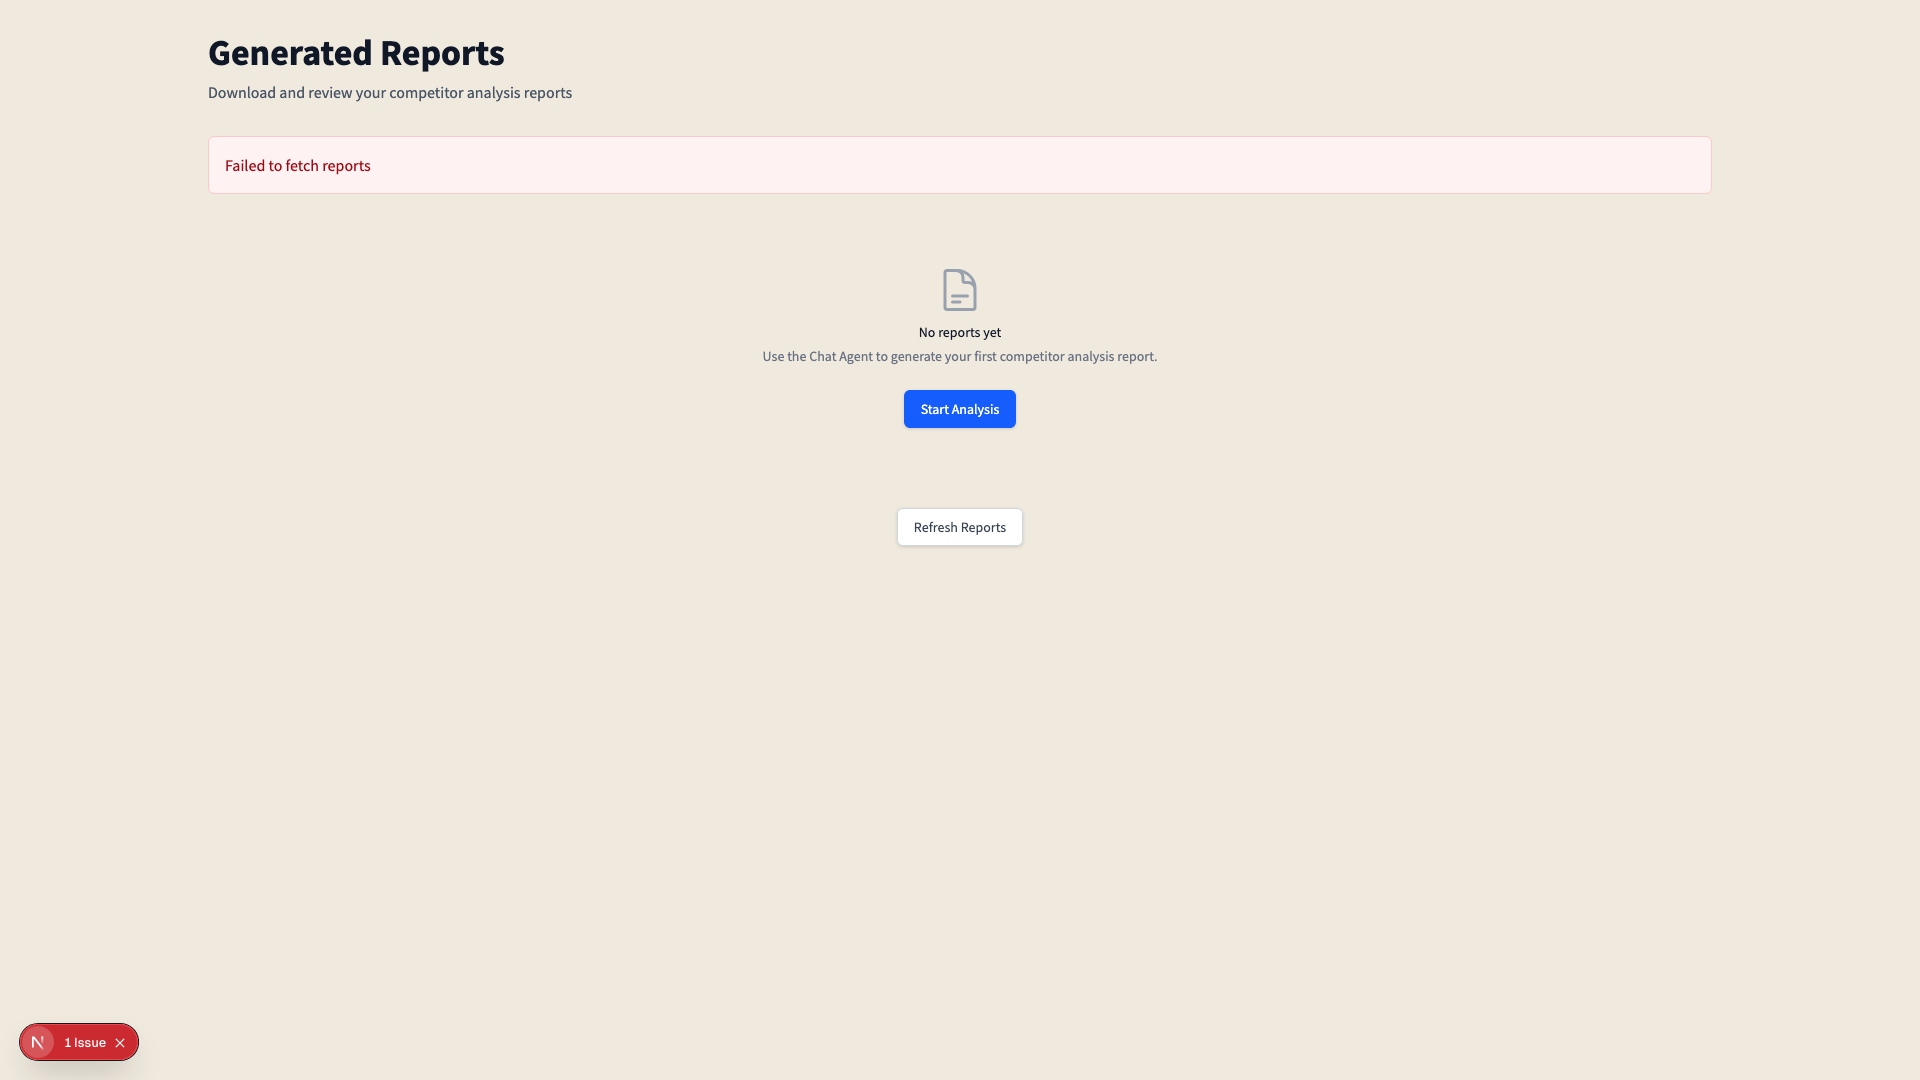 Generated Reports
Download and review your competitor analysis reports
Failed to fetch reports
No reports yet
Use the Chat Agent to generate your first competitor analysis report.
Start Analysis
Refresh Reports
N 1 Issue